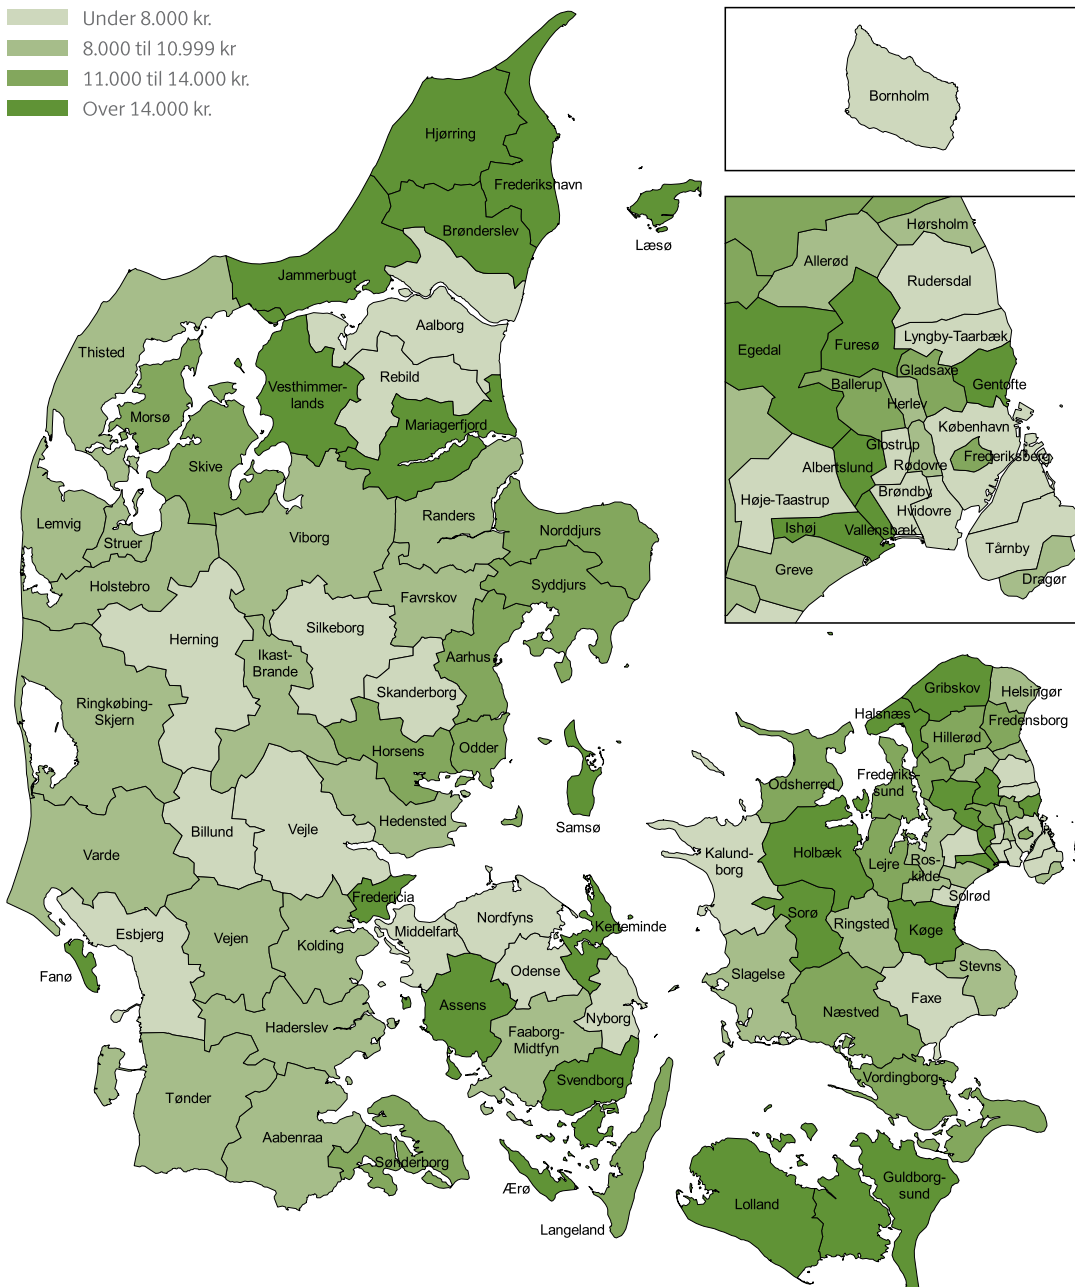 Under 8.000 kr.
8.000 til 10.999 kr
11.000 til 14.000 kr.
Over 14.000 kr.
Bornholm
Hjørring
Frederikshavn
Brønderslev
Læsø
Jammerbugt
Aalborg
Thisted
Rebild
Vesthimmer-
lands
Morsø
Mariagerfjord
Skive
Lemvig
Struer
Viborg
Randers
Norddjurs
Holstebro
Favrskov
Syddjurs
Herning
Silkeborg
Ikast-
Brande
Aarhus
Skanderborg
Ringkøbing-
Skjern
Horsens
Odder
Samsø
Hedensted
Billund
Vejle
Varde
Fredericia
Esbjerg
Vejen
Kolding
Fanø
Haderslev
Tønder
Aabenraa
Sønderborg
Middelfart
Nordfyns
Kerteminde
Odense
Assens
Nyborg
Faaborg-
Midtfyn
Svendborg
Ærø
Langeland
Hørsholm
Allerød
Rudersdal
Egedal
Furesø
Lyngby-Taarbæk
Gladsaxe
Ballerup
Gentofte
Herlev
København
Glostrup
Frederiksberg
Albertslund
Rødovre
Høje-Taastrup
Brøndby
Hvidovre
Ishøj
Vallensbæk
Tårnby
Greve
Dragør
Gribskov
Helsingør
Halsnæs
Fredensborg
Hillerød
Odsherred
Frederiks-
sund
Kalund-
borg
Holbæk
Lejre
Ros-
kilde
Solrød
Sorø
Ringsted
Køge
Slagelse
Stevns
Faxe
Næstved
Vordingborg
Guldborg-
sund
Lolland